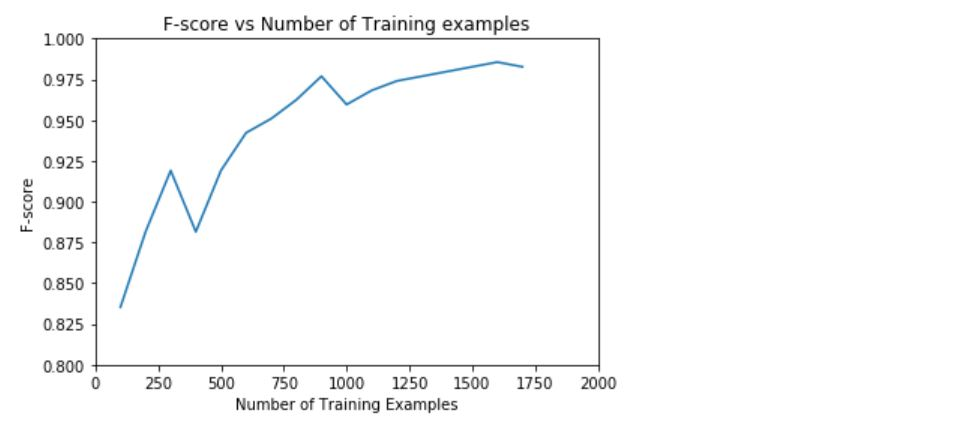 F-score vs Number of Training examples
1.000
0.975
0.950
0.925
0.900
0.875
0.850
0.825
0.800
F-score
0 250 500 750 1000 1250 1500 1750 2000
Number of Training Examples